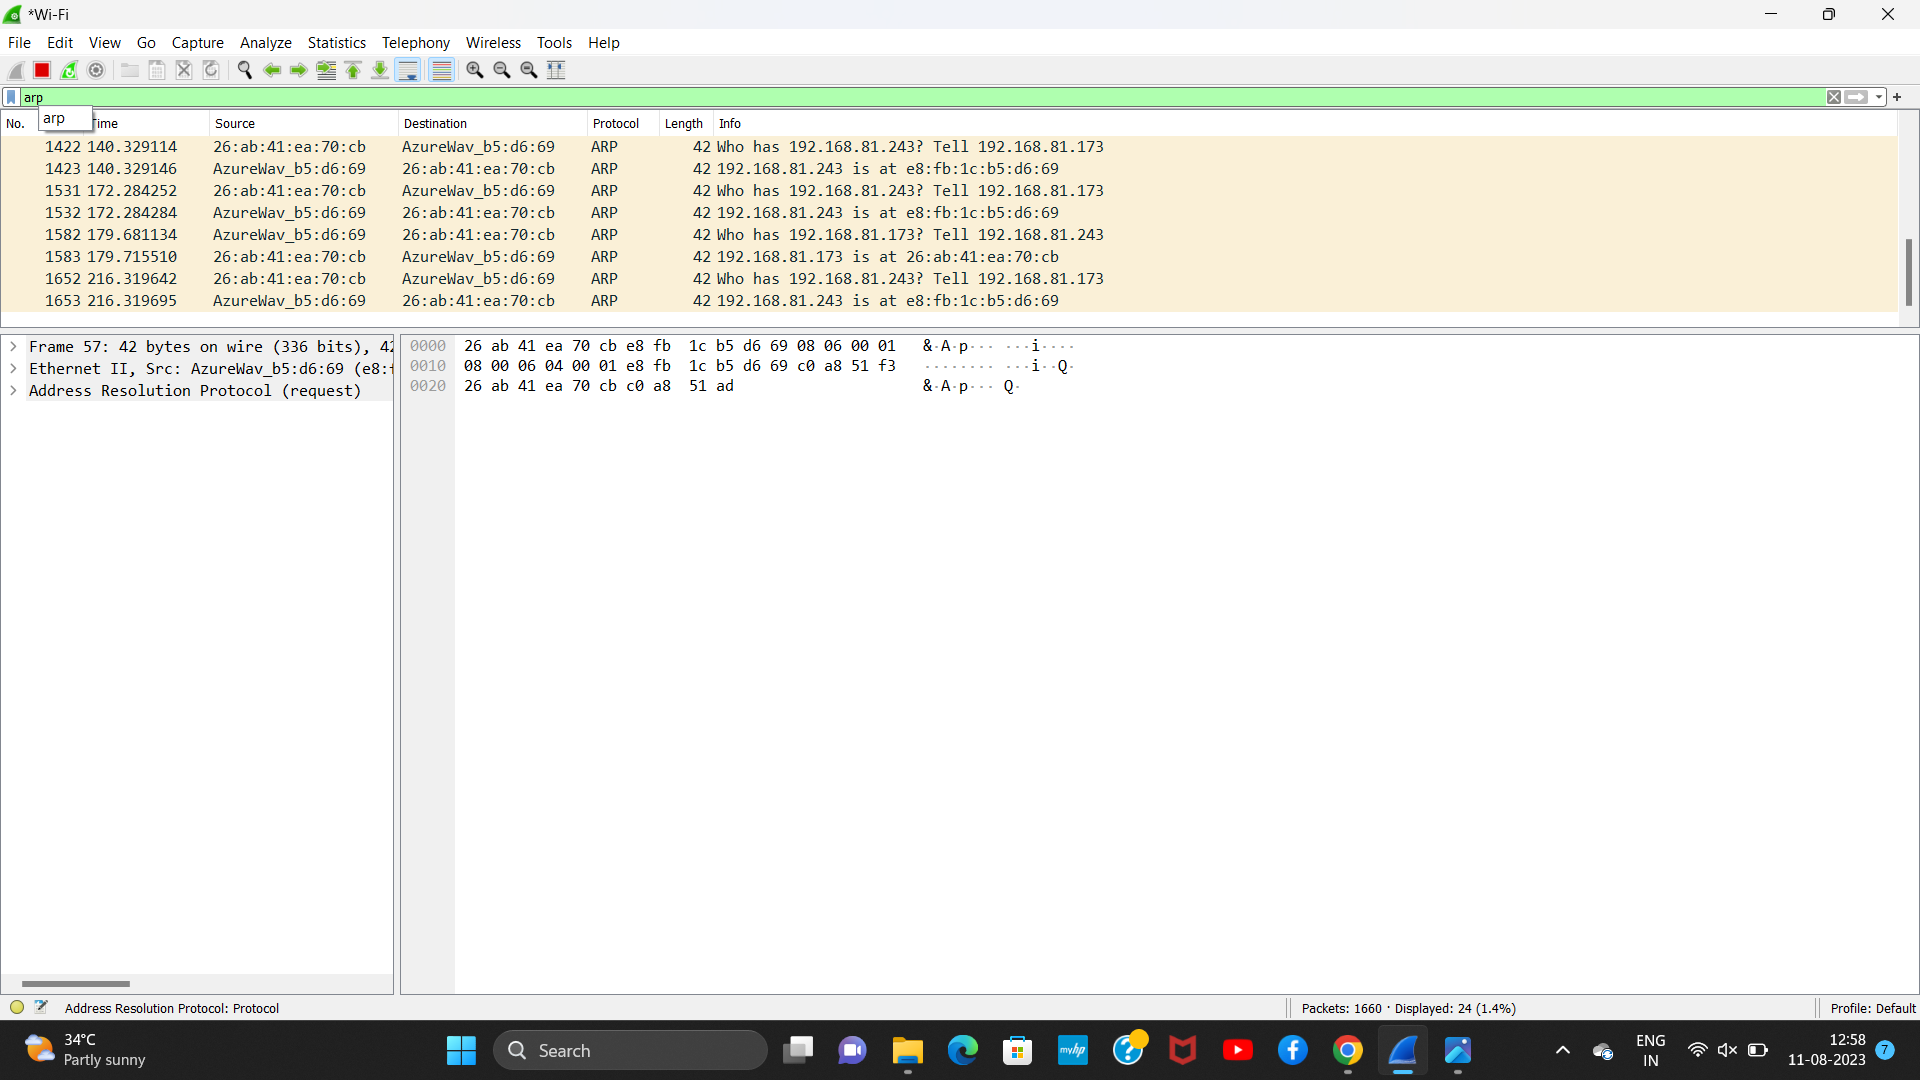 *Wi-Fi
File Edit View Go Capture Analyze Statistics Telephony Wireless Tools Help
arp
arp
No. Time Source Destination Protocol Length Info
1422 140.329114 26:ab:41:ea:70:cb AzureWav_b5:d6:69 ARP 42 Who has 192.168.81.243? Tell 192.168.81.173
1423 140.329146 AzureWav_b5:d6:69 26:ab:41:ea:70:cb ARP 42 192.168.81.243 is at e8:fb:1c:b5:d6:69
1531 172.284252 26:ab:41:ea:70:cb AzureWav_b5:d6:69 ARP 42 Who has 192.168.81.243? Tell 192.168.81.173
1532 172.284284 AzureWav_b5:d6:69 26:ab:41:ea:70:cb ARP 42 192.168.81.243 is at e8:fb:1c:b5:d6:69
1582 179.681134 AzureWav_b5:d6:69 26:ab:41:ea:70:cb ARP 42 Who has 192.168.81.173? Tell 192.168.81.243
1583 179.715510 26:ab:41:ea:70:cb AzureWav_b5:d6:69 ARP 42 192.168.81.173 is at 26:ab:41:ea:70:cb
1652 216.319642 26:ab:41:ea:70:cb AzureWav_b5:d6:69 ARP 42 Who has 192.168.81.243? Tell 192.168.81.173
1653 216.319695 AzureWav_b5:d6:69 26:ab:41:ea:70:cb ARP 42 192.168.81.243 is at e8:fb:1c:b5:d6:69
Frame 57: 42 bytes on wire (336 bits), 42
Ethernet II, Src: AzureWav_b5:d6:69 (e8:f
Address Resolution Protocol (request)
0000 26 ab 41 ea 70 cb e8 fb 1c b5 d6 69 08 06 00 01 &·A·p··· ···i····
0010 08 00 06 04 00 01 e8 fb 1c b5 d6 69 c0 a8 51 f3 ········ ···i··Q·
0020 26 ab 41 ea 70 cb c0 a8 51 ad &·A·p··· Q·
Address Resolution Protocol: Protocol
Packets: 1660 · Displayed: 24 (1.4%)
Profile: Default
34°C
Partly sunny
Search
myhp
ENG
IN
12:58
11-08-2023
7